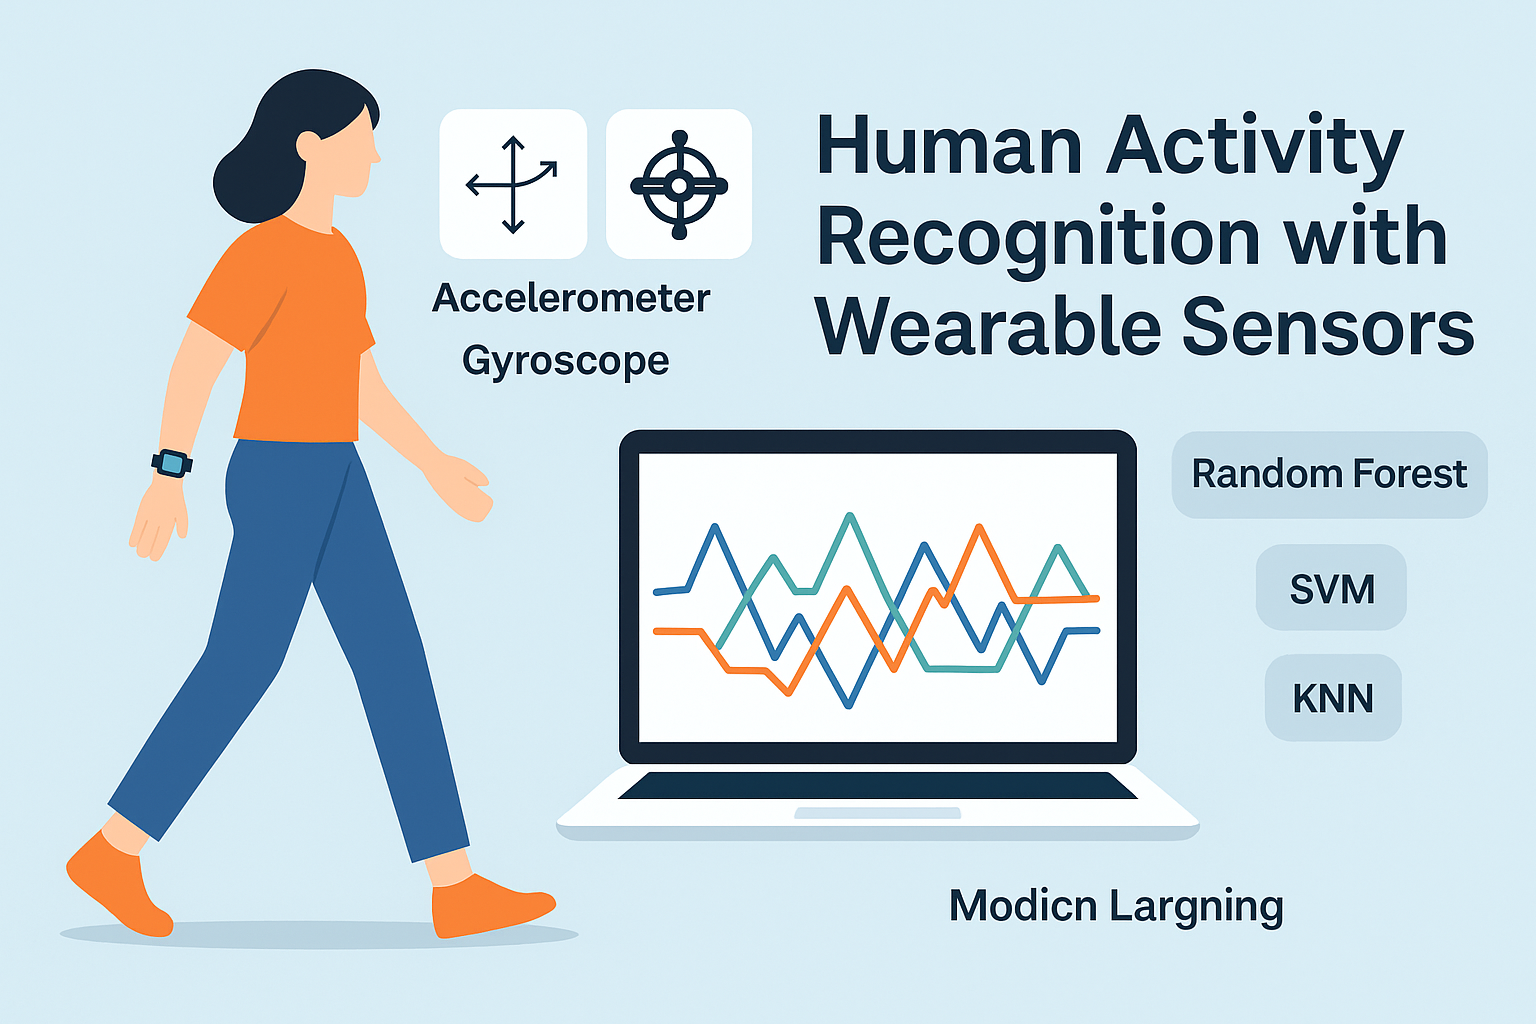 Human Activity
Recognition with
Wearable Sensors
Accelerometer
Gyroscope
Random Forest
SVM
KNN
Modicn Largning